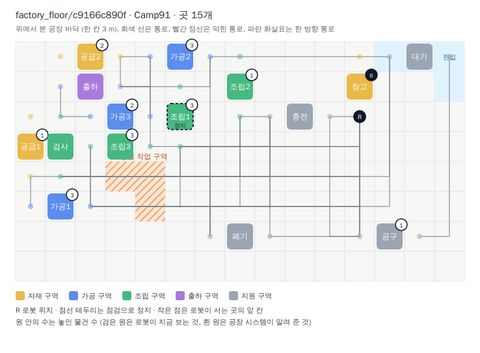 factory_floor/c9166c890f · Camp91 · 곳 15개
위에서 본 공장 바닥 (한 칸 3 m). 회색 선은 통로, 빨간 점선은 막힌 통로, 파란 화살표는 한 방향 통로
2
공급2
3
가공2
대기
진입
출하
1
조립2
6
창고
2
가공3
3
조립1
정지
충전
R
1
공급1
검사
3
조립3
작업 구역
3
가공1
폐기
1
공구
자재 구역
가공 구역
조립 구역
출하 구역
지원 구역
R 로봇 위치 · 점선 테두리는 점검으로 정지 · 작은 점은 로봇이 서는 곳의 앞 칸
원 안의 수는 놓인 물건 수 (검은 원은 로봇이 지금 보는 것, 흰 원은 공장 시스템이 알려 준 것)